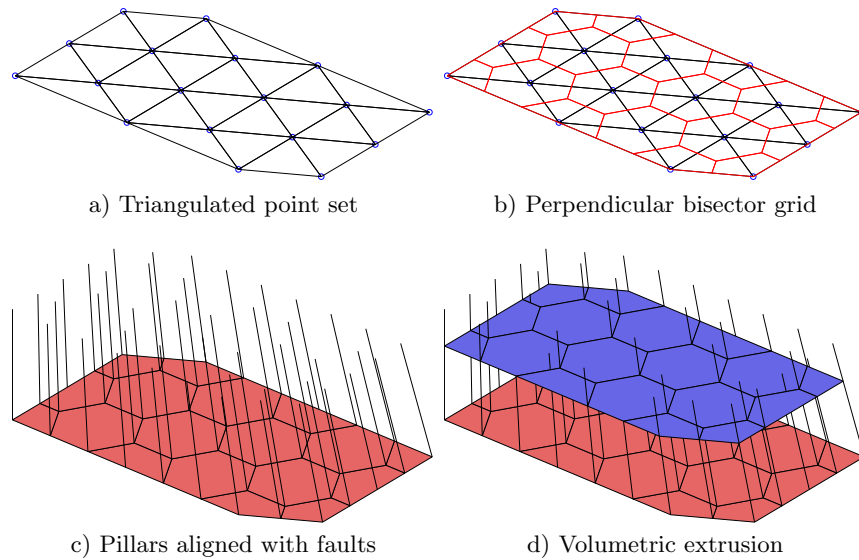 a) Triangulated point set
b) Perpendicular bisector grid
c) Pillars aligned with faults
d) Volumetric extrusion